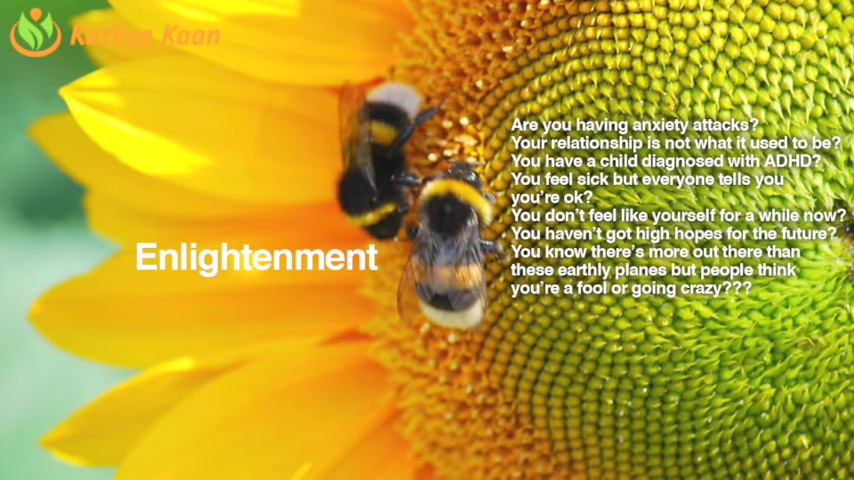 Kathye Kaan
Enlightenment
Are you having anxiety attacks?
Your relationship is not what it used to be?
You have a child diagnosed with ADHD?
You feel sick but everyone tells you
you're ok?
You don't feel like yourself for a while now?
You haven't got high hopes for the future?
You know there's more out there than
these earthly planes but people think
you're a fool or going crazy???